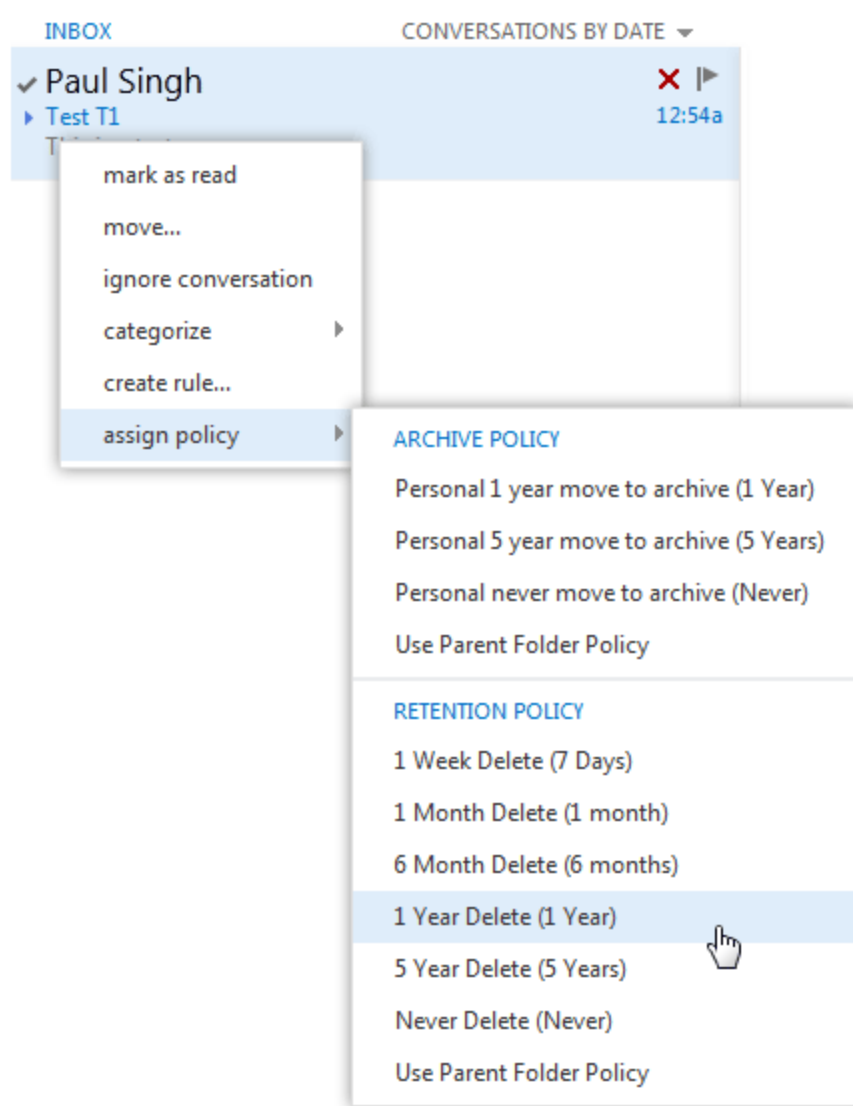 INBOX CONVERSATIONS BY DATE
Paul Singh
Test T1 12:54a
mark as read
move...
ignore conversation
categorize
create rule...
assign policy
ARCHIVE POLICY
Personal 1 year move to archive (1 Year)
Personal 5 year move to archive (5 Years)
Personal never move to archive (Never)
Use Parent Folder Policy
RETENTION POLICY
1 Week Delete (7 Days)
1 Month Delete (1 month)
6 Month Delete (6 months)
1 Year Delete (1 Year)
5 Year Delete (5 Years)
Never Delete (Never)
Use Parent Folder Policy